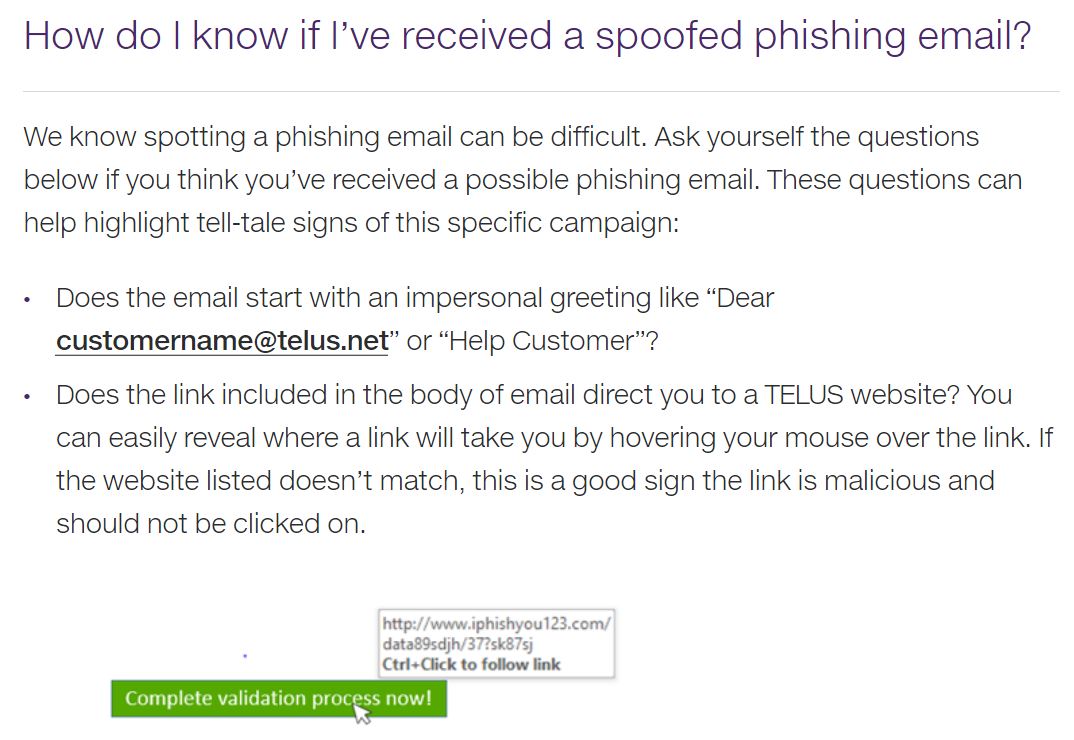 How do I know if I’ve received a spoofed phishing email?
We know spotting a phishing email can be difficult. Ask yourself the questions
below if you think you’ve received a possible phishing email. These questions can
help highlight tell-tale signs of this specific campaign:
• Does the email start with an impersonal greeting like “Dear
customername@telus.net” or “Help Customer”?
• Does the link included in the body of email direct you to a TELUS website? You
can easily reveal where a link will take you by hovering your mouse over the link. If
the website listed doesn’t match, this is a good sign the link is malicious and
should not be clicked on.
http://www.iphishyou123.com/
data89sdjh/37?sk87sj
Ctrl+Click to follow link
Complete validation process now!